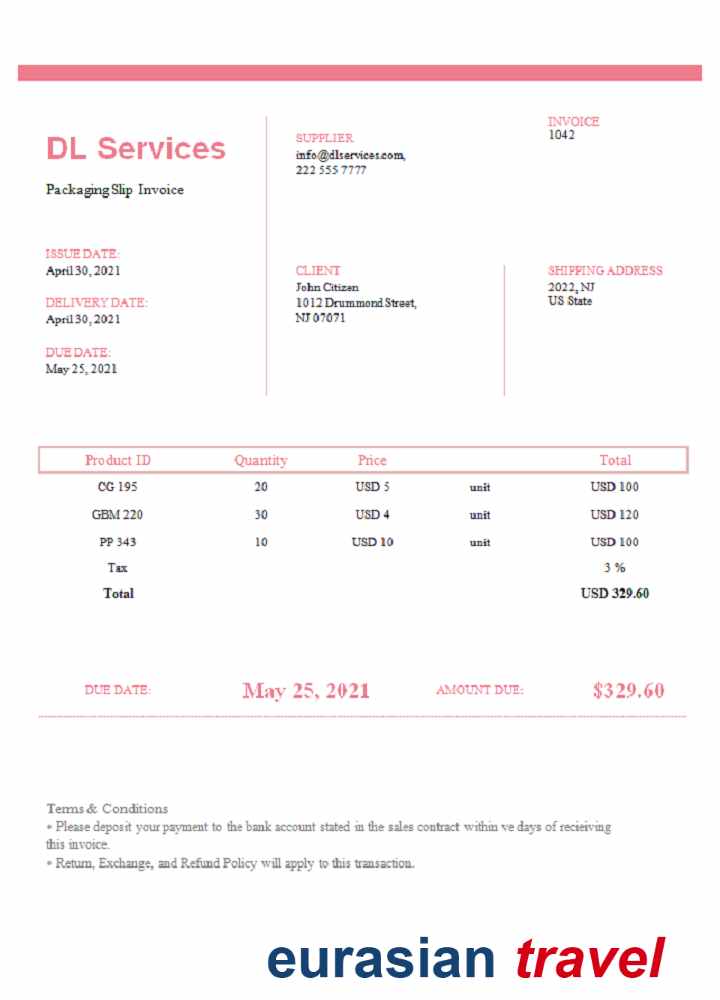 DL Services
Packaging Slip Invoice
SUPPLIER
info@dlservices.com,
222 555 7777
INVOICE
1042
ISSUE DATE:
April 30, 2021
DELIVERY DATE:
April 30, 2021
DUE DATE:
May 25, 2021
CLIENT
John Citizen
1012 Drummond Street,
NJ 07071
SHIPPING ADDRESS
2022, NJ
US State
Product ID Quantity Price Total
CG 195 20 USD 5 unit USD 100
GBM 220 30 USD 4 unit USD 120
PP 343 10 USD 10 unit USD 100
Tax 3 %
Total USD 329.60
DUE DATE: May 25, 2021 AMOUNT DUE: $329.60
Terms & Conditions
• Please deposit your payment to the bank account stated in the sales contract within ve days of recieiving
this invoice.
• Return, Exchange, and Refund Policy will apply to this transaction.
eurasian travel